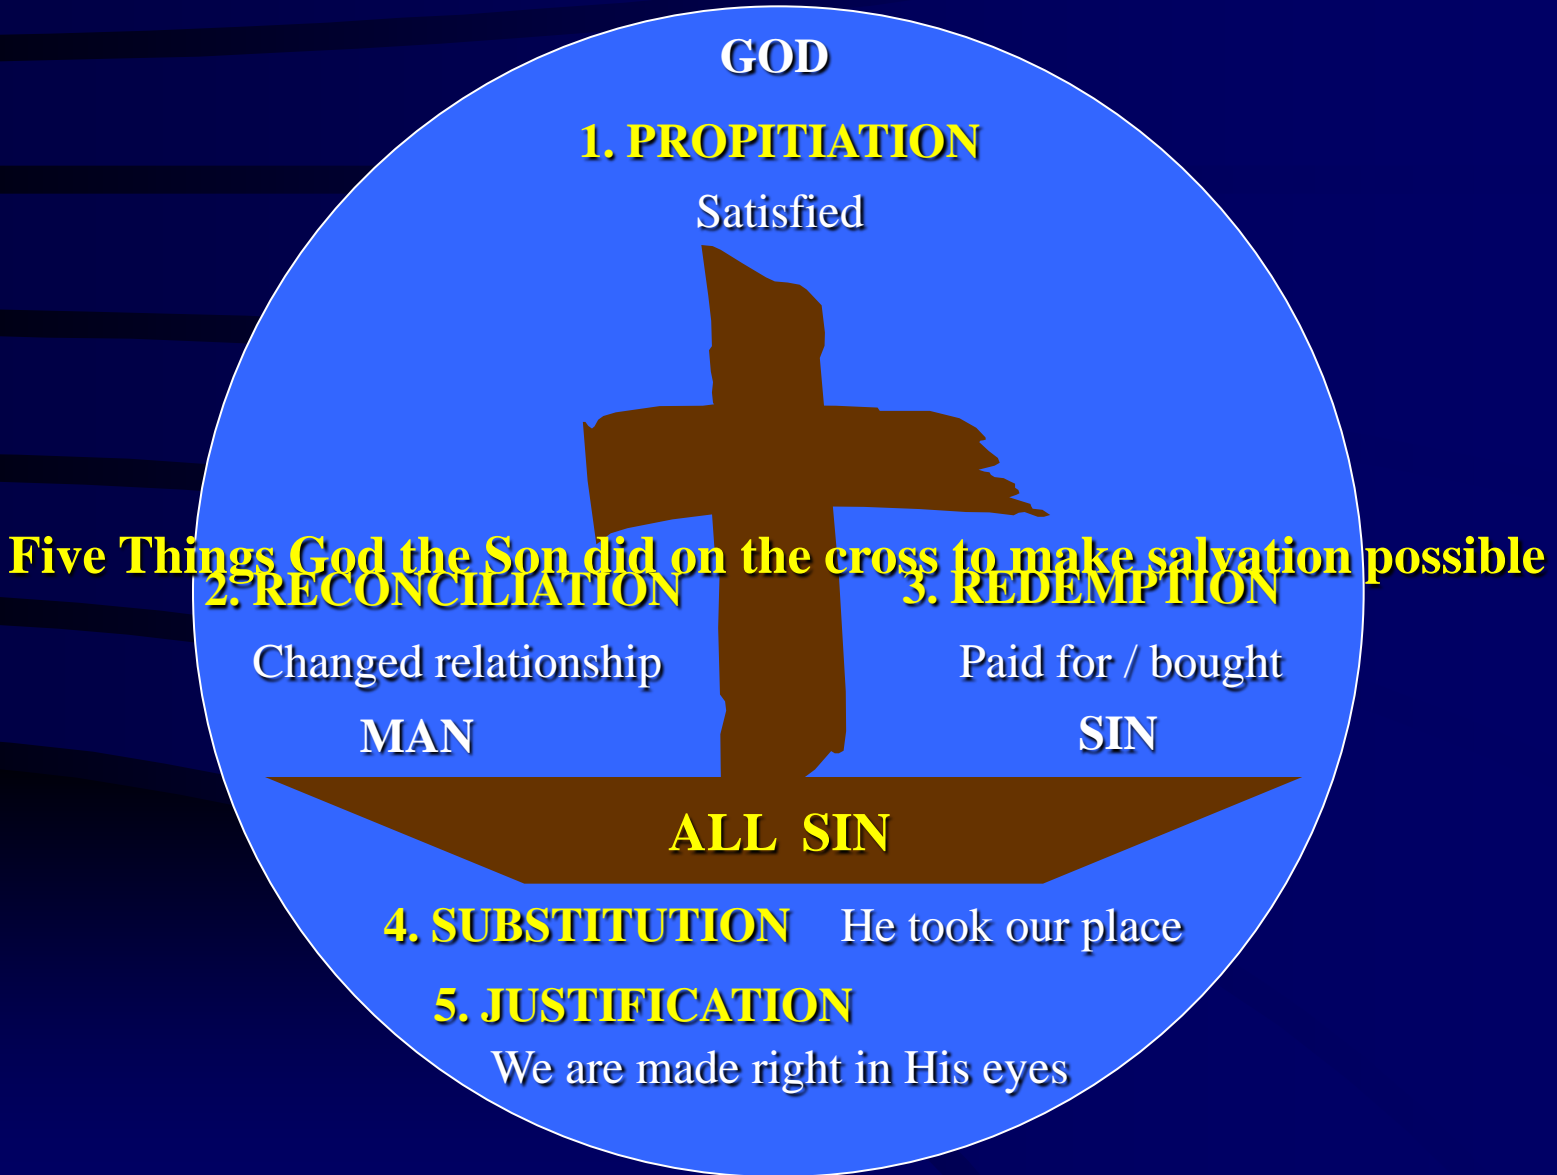 GOD
1. PROPITIATION
Satisfied
Five Things God the Son did on the cross to make salvation possible
2. RECONCILIATION
3. REDEMPTION
Changed relationship
Paid for / bought
MAN
SIN
ALL SIN
4. SUBSTITUTION He took our place
5. JUSTIFICATION
We are made right in His eyes